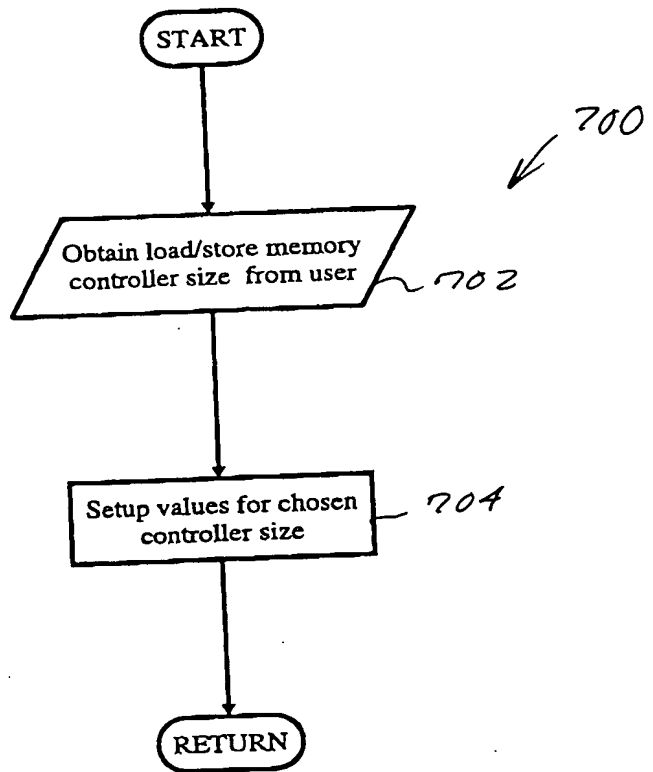 START
700
Obtain load/store memory
controller size from user
702
Setup values for chosen
controller size
704
RETURN